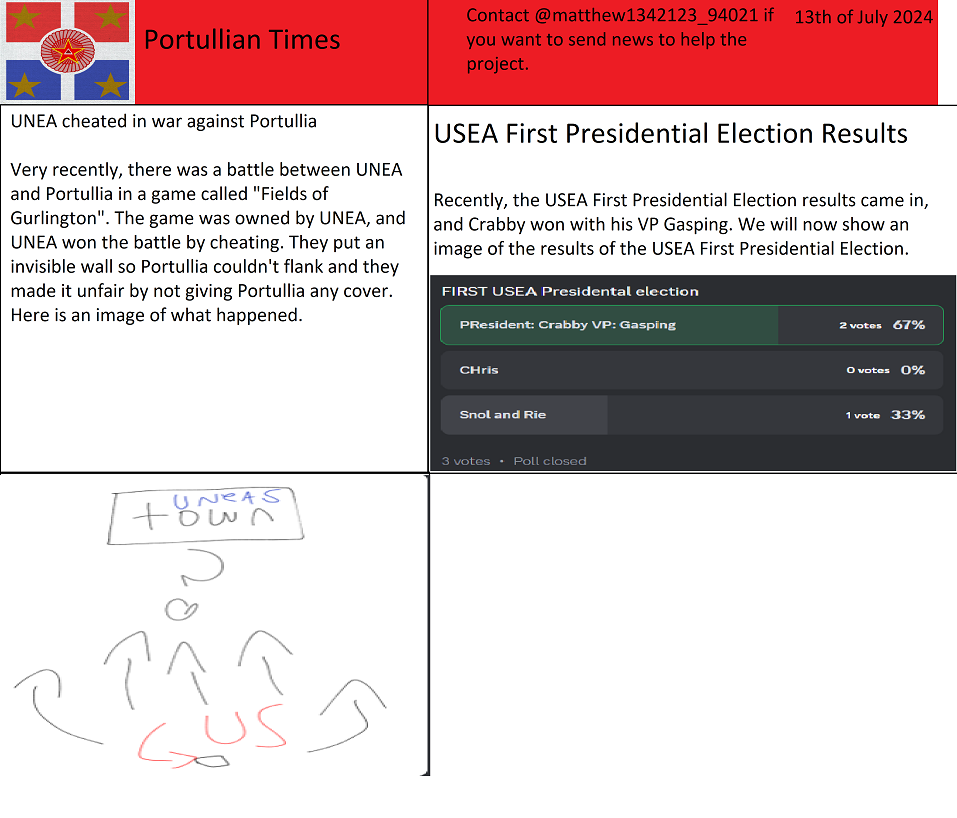 Portullian Times
Contact @matthew1342123_94021 if
you want to send news to help the
project.
13th of July 2024
UNEA cheated in war against Portullia
Very recently, there was a battle between UNEA
and Portullia in a game called "Fields of
Gurlington". The game was owned by UNEA, and
UNEA won the battle by cheating. They put an
invisible wall so Portullia couldn't flank and they
made it unfair by not giving Portullia any cover.
Here is an image of what happened.
USEA First Presidential Election Results
Recently, the USEA First Presidential Election results came in,
and Crabby won with his VP Gasping. We will now show an
image of the results of the USEA First Presidential Election.
FIRST USEA Presidental election
PResident: Crabby VP: Gasping 2 votes 67%
CHris 0 votes 0%
Snol and Rie 1 vote 33%
3 votes • Poll closed
UNEAS
town
US